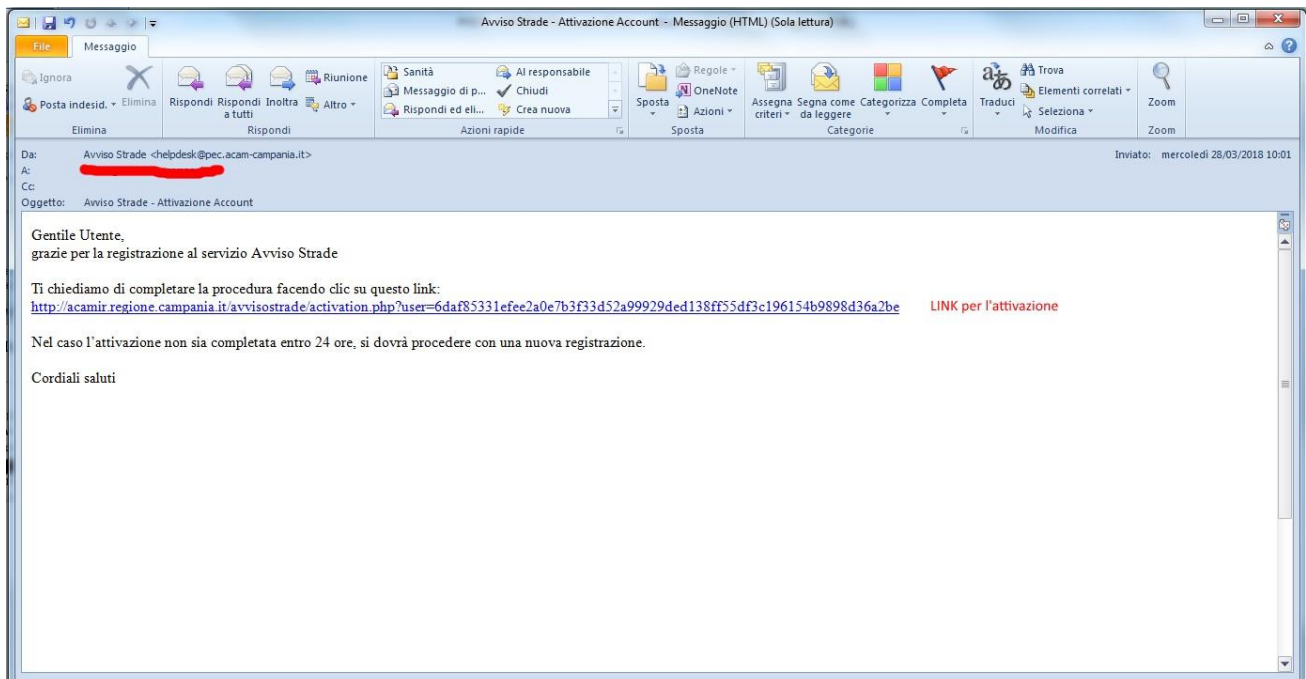 Avviso Strade - Attivazione Account - Messaggio (HTML) (Sola lettura)
File Messaggio
Ignora
Posta indesid.
Elimina
Rispondi
Rispondi a tutti
Inoltra
Riunione
Altro
Sanità
Messaggio di p...
Rispondi ed eli...
Al responsabile
Chiudi
Crea nuova
Sposta
Regole
OneNote
Azioni
Assegna criteri
Segna come da leggere
Categorizza
Completa
Traduci
Trova
Elementi correlati
Seleziona
Zoom
Elimina Rispondi Azioni rapide Sposta Categorie Modifica Zoom
Da: Avviso Strade <helpdesk@pec.acam-campania.it> Inviato: mercoledì 28/03/2018 10:01
A:
Cc:
Oggetto: Avviso Strade - Attivazione Account
Gentile Utente,
grazie per la registrazione al servizio Avviso Strade
Ti chiediamo di completare la procedura facendo clic su questo link:
http://acamir.regione.campania.it/avvisostrade/activation.php?user=6daf85331efee2a0e7b3f33d52a99929ded138ff55df3c196154b9898d36a2be LINK per l'attivazione
Nel caso l'attivazione non sia completata entro 24 ore, si dovrà procedere con una nuova registrazione.
Cordiali saluti